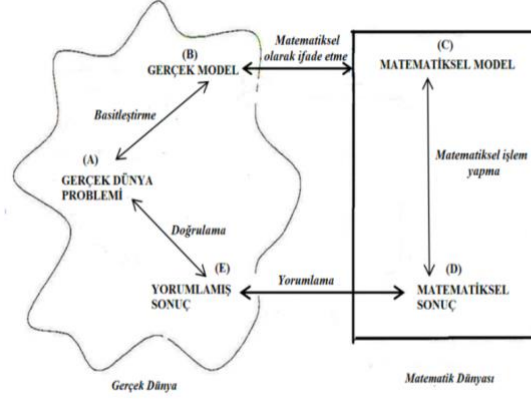 (B)
GERÇEK MODEL
Matematiksel
olarak ifade etme
(C)
MATEMATİKSEL MODEL
Basitleştirme
(A)
GERÇEK DÜNYA
PROBLEMİ
Matematiksel işlem
yapma
Doğrulama
(E)
YORUMLAMIŞ
SONUÇ
Yorumlama
(D)
MATEMATİKSEL
SONUÇ
Gerçek Dünya
Matematik Dünyası